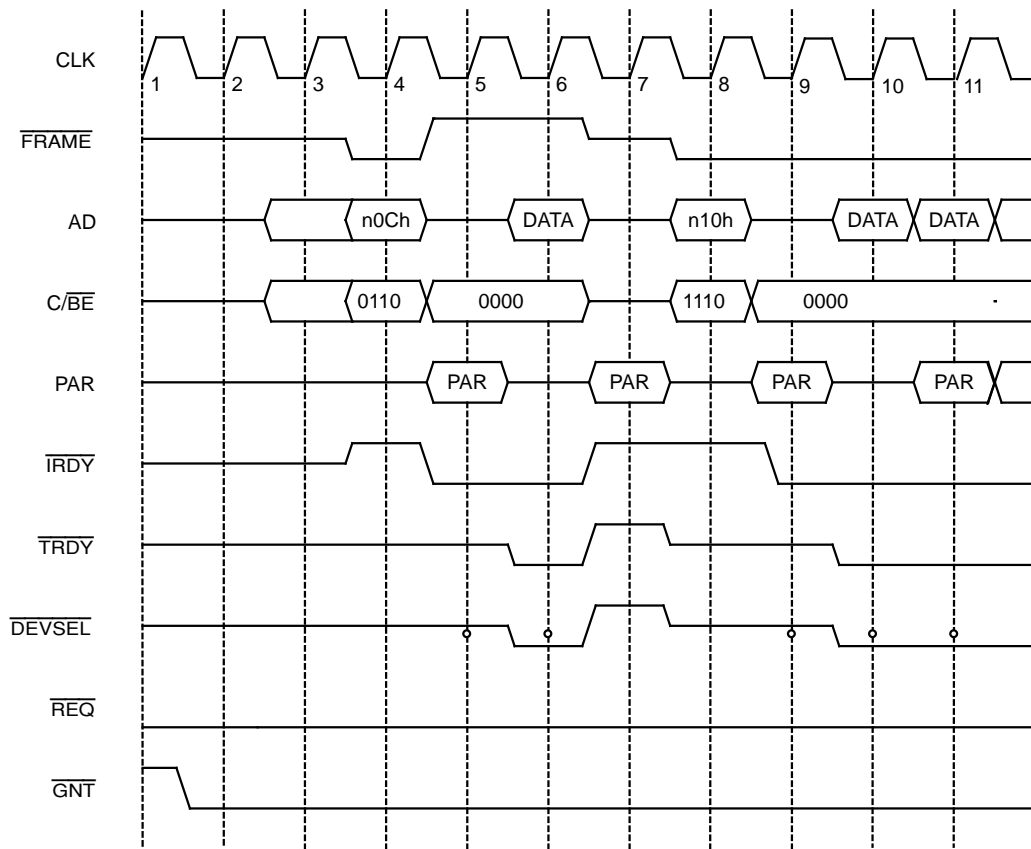 CLK
1 2 3 4 5 6 7 8 9 10 11
FRAME
AD n0Ch DATA n10h DATA DATA
C/BE 0110 0000 1110 0000
PAR PAR PAR PAR PAR
IRDY
TRDY
DEVSEL
REQ
GNT